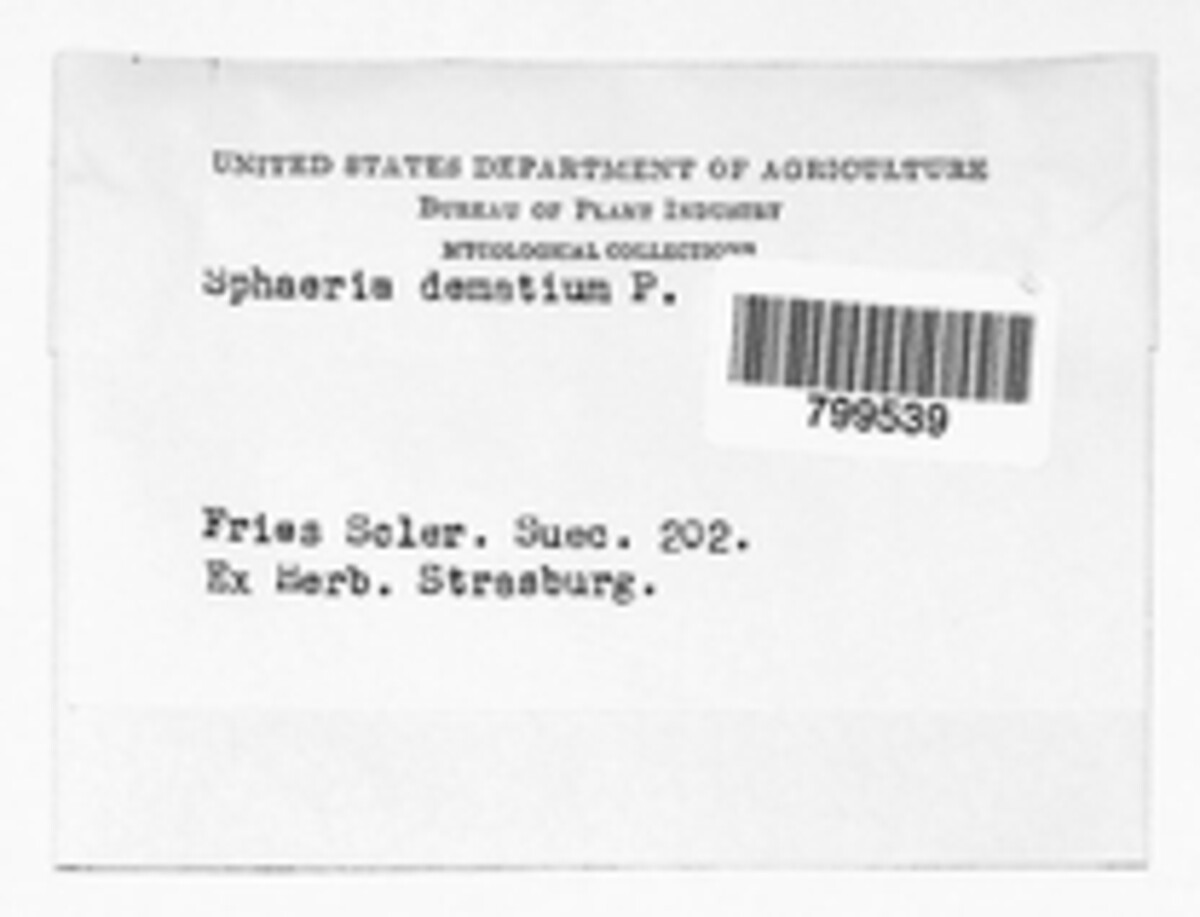 UNITED STATES DEPARTMENT OF AGRICULTURE
BUREAU OF PLANT INDUSTRY
MYCOLOGICAL COLLECTIONS
Sphaeria dematium P.
799539
Fries Scler. Suec. 202.
Ex Herb. Strasburg.